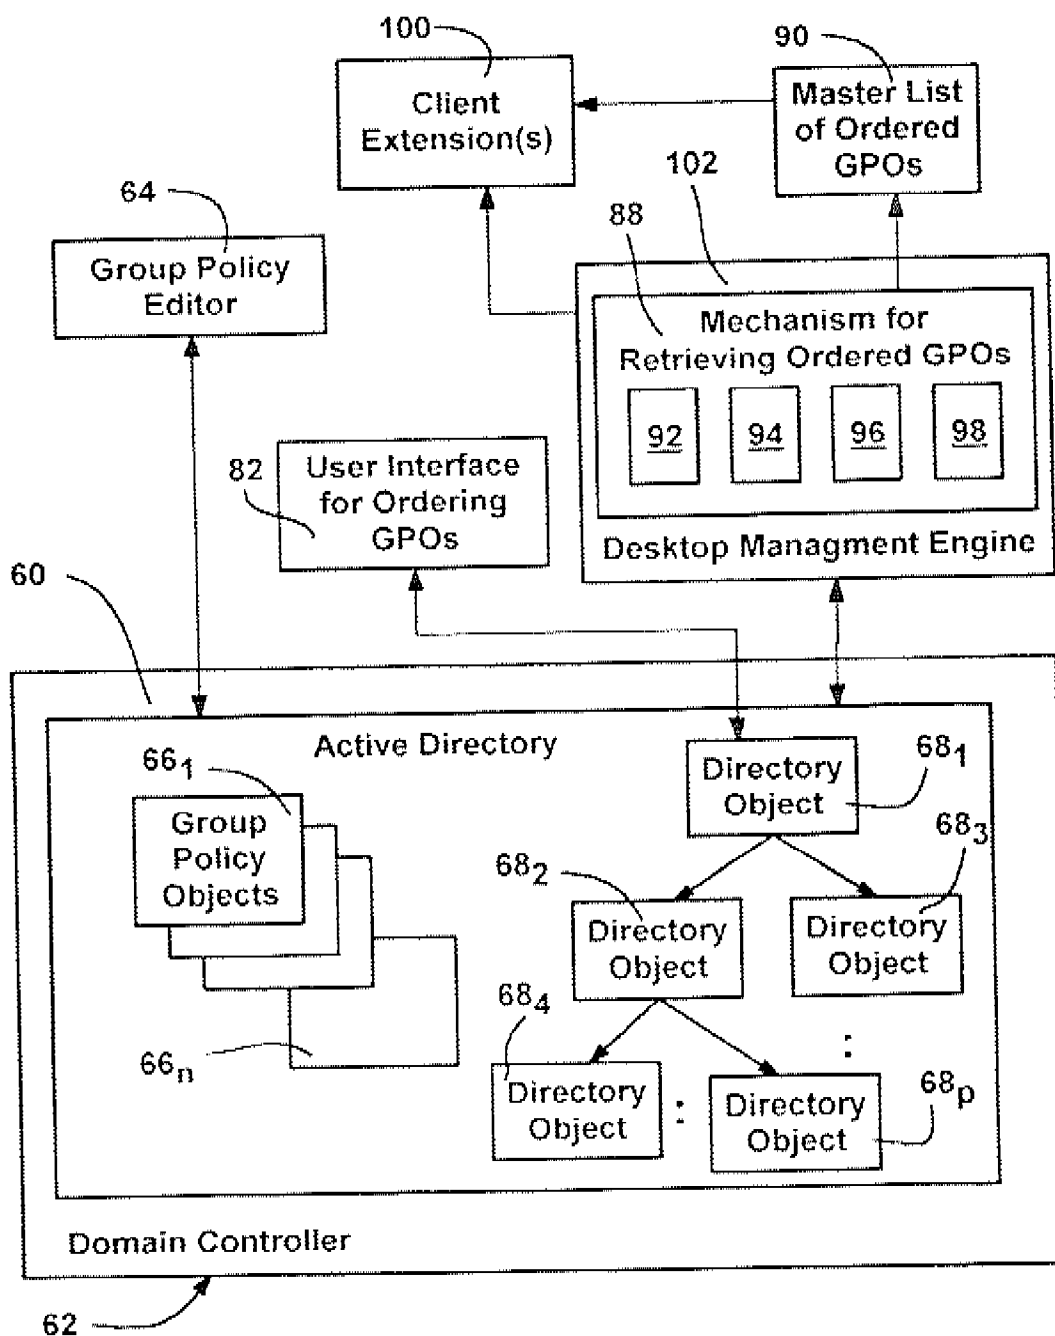 100
90
Client
Extension(s)
Master List
of Ordered
GPOs
102
64
88
Group Policy
Editor
Mechanism for
Retrieving Ordered GPOs
92 94 96 98
82
User Interface
for Ordering
GPOs
Desktop Managment Engine
60
Active Directory
66₁
Directory
Object
68₁
Group
Policy
Objects
68₂
68₃
Directory
Object
Directory
Object
68₄
66ₙ
Directory
Object
Directory
Object
68ₚ
Domain Controller
62